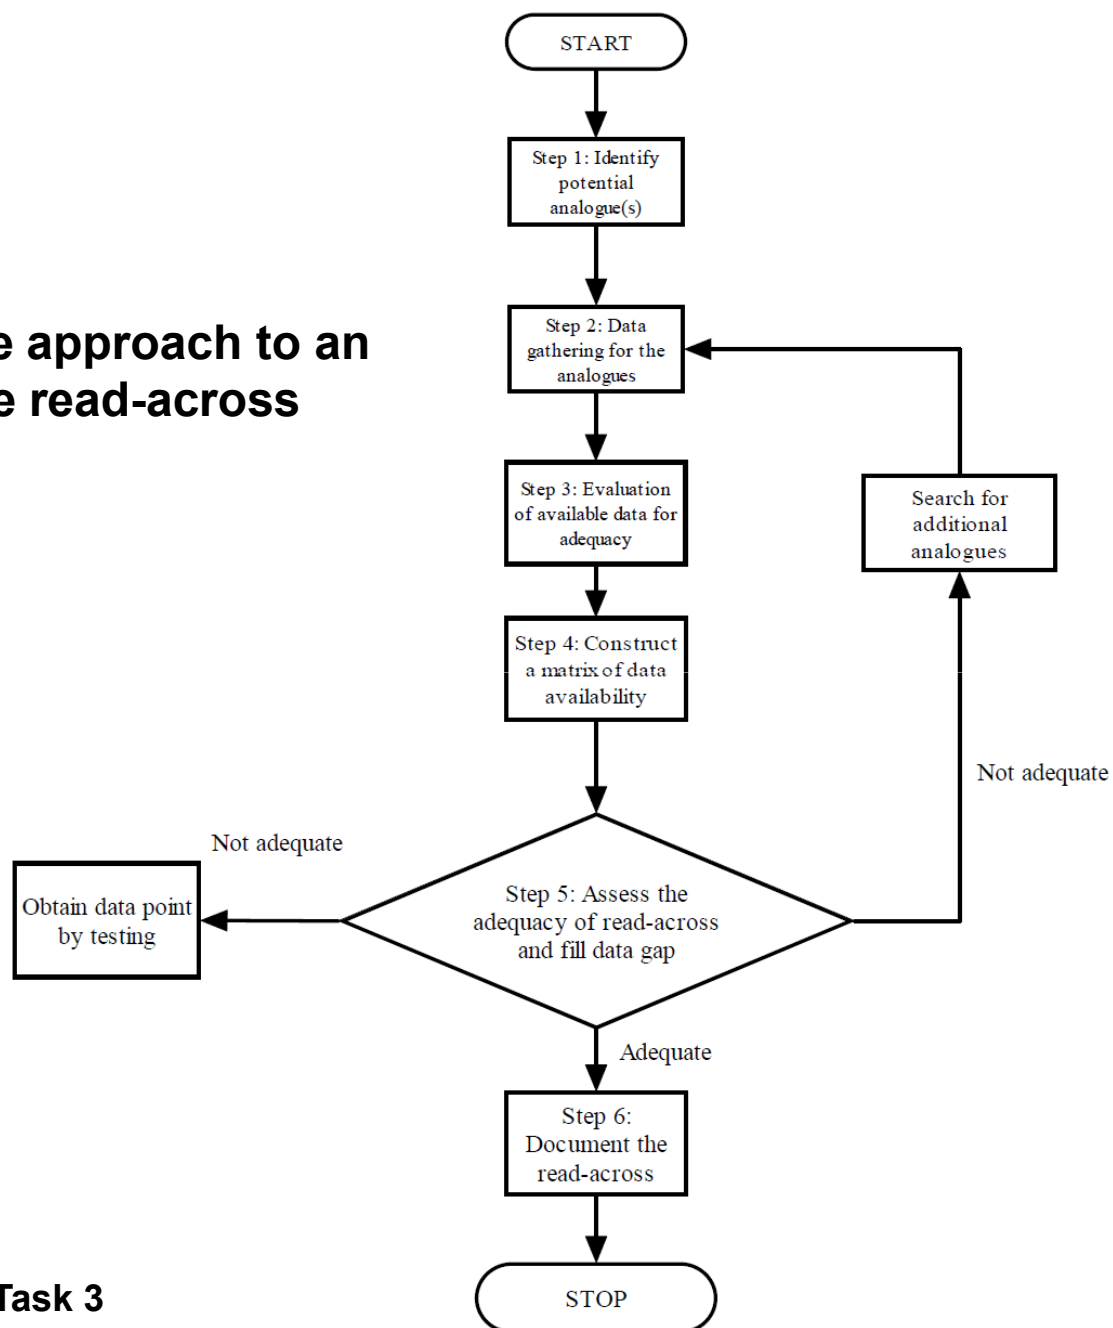 START
Step 1: Identify
potential
analogue(s)
Step 2: Data
gathering for the
analogues
e approach to an
e read-across
Step 3: Evaluation
of available data for
adequacy
Search for
additional
analogues
Step 4: Construct
a matrix of data
availability
Not adequate
Not adequate
Obtain data point
by testing
Step 5: Assess the
adequacy of read-across
and fill data gap
Adequate
Step 6:
Document the
read-across
STOP
Task 3